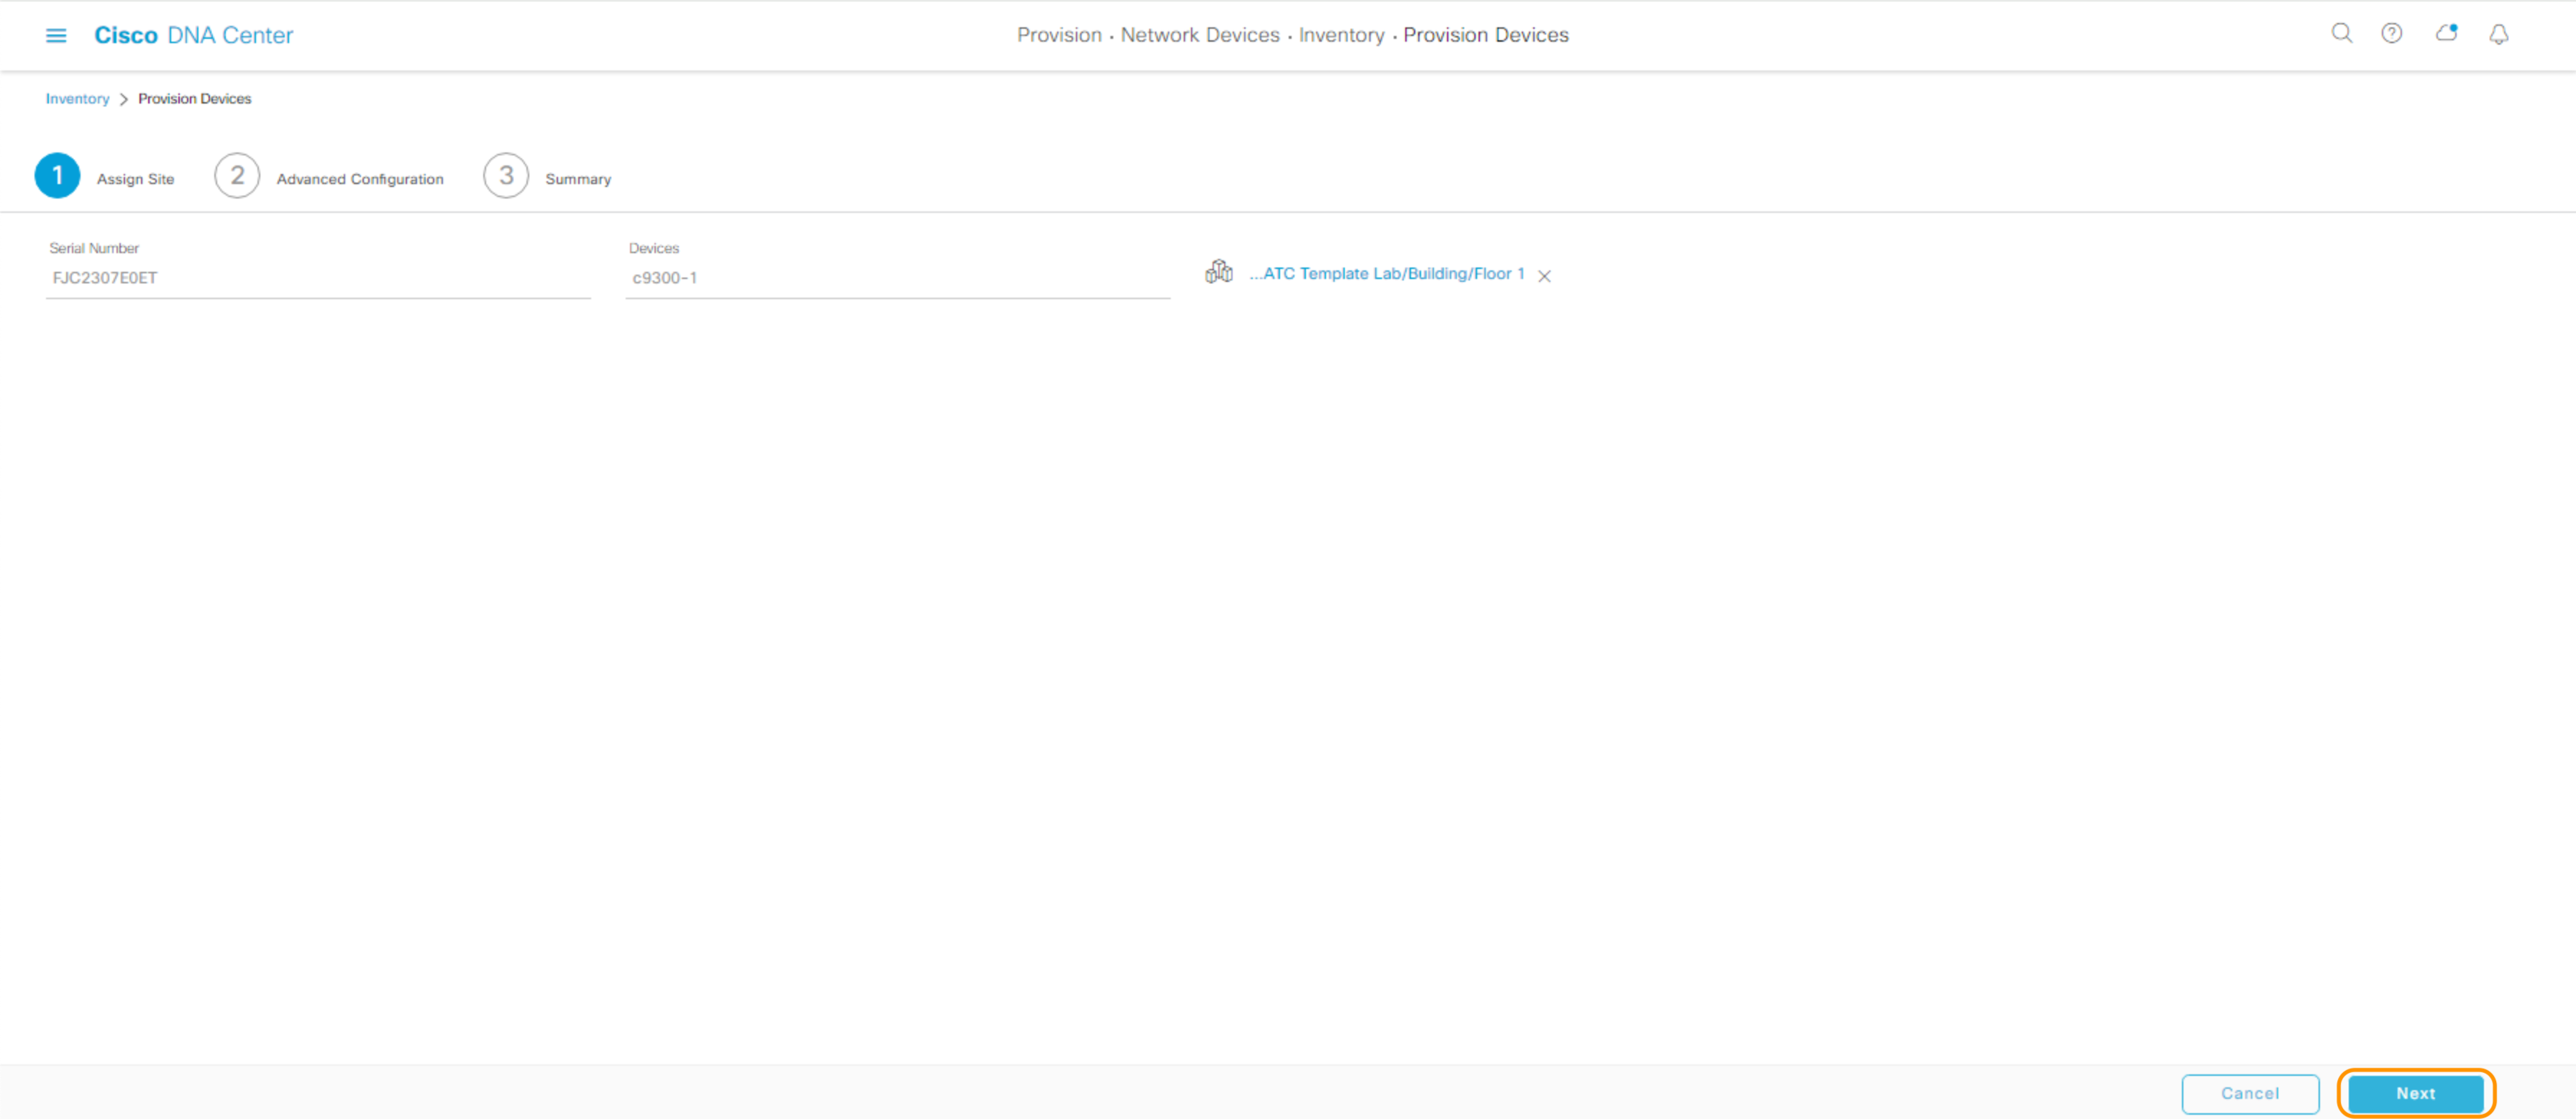 Cisco DNA Center
Provision · Network Devices · Inventory · Provision Devices
Inventory > Provision Devices
1 Assign Site 2 Advanced Configuration 3 Summary
Serial Number Devices
FJC2307E0ET c9300-1 ...ATC Template Lab/Building/Floor 1
Cancel Next